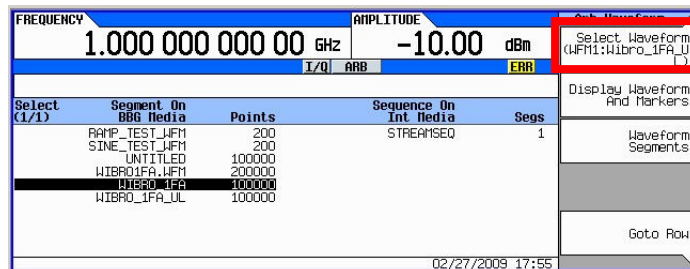 FREQUENCY AMPLITUDE
1.000 000 000 00 GHz -10.00 dBm
I/Q ARB ERR
Select Waveform
(WFM1:Wibro_1FA_U
L)
Display Waveform
And Markers
Waveform
Segments
Goto Row
Select Segment On Sequence On
(1/1) BBG Media Points Int Media Segs
RAMP_TEST_WFM 200 STREAMSEQ 1
SINE_TEST_WFM 200
UNTITLED 100000
WIBRO1FA.WFM 200000
WIBRO_1FA 100000
WIBRO_1FA_UL 100000
02/27/2009 17:55